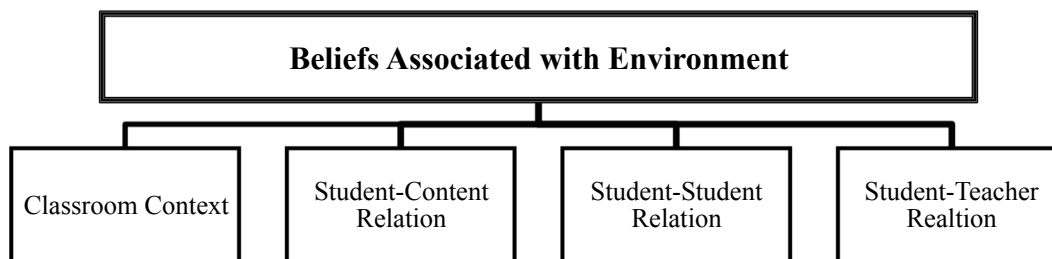 Beliefs Associated with Environment
Classroom Context
Student-Content
Relation
Student-Student
Relation
Student-Teacher
Realtion